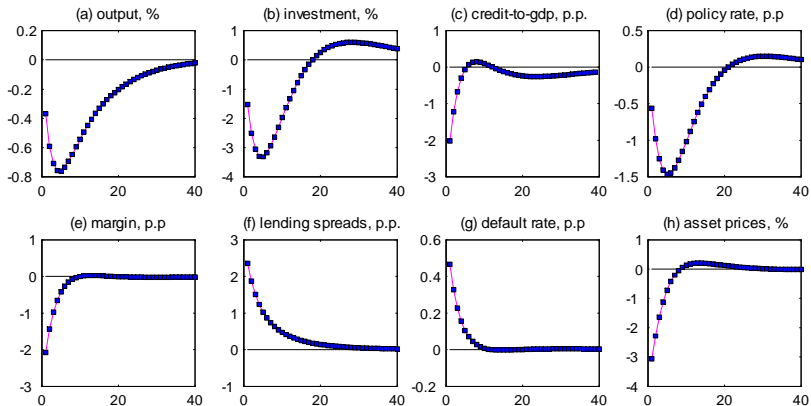 (a) output, %
0.2
0
-0.2
-0.4
-0.6
-0.8
0 20 40
(b) investment, %
1
0
-1
-2
-3
-4
0 20 40
(c) credit-to-gdp, p.p.
1
0
-1
-2
-3
0 20 40
(d) policy rate, p.p
0.5
0
-0.5
-1
-1.5
0 20 40
(e) margin, p.p
1
0
-1
-2
-3
0 20 40
(f) lending spreads, p.p.
3
2
1
0
-1
0 20 40
(g) default rate, p.p
0.6
0.4
0.2
0
-0.2
0 20 40
(h) asset prices, %
1
0
-1
-2
-3
-4
0 20 40